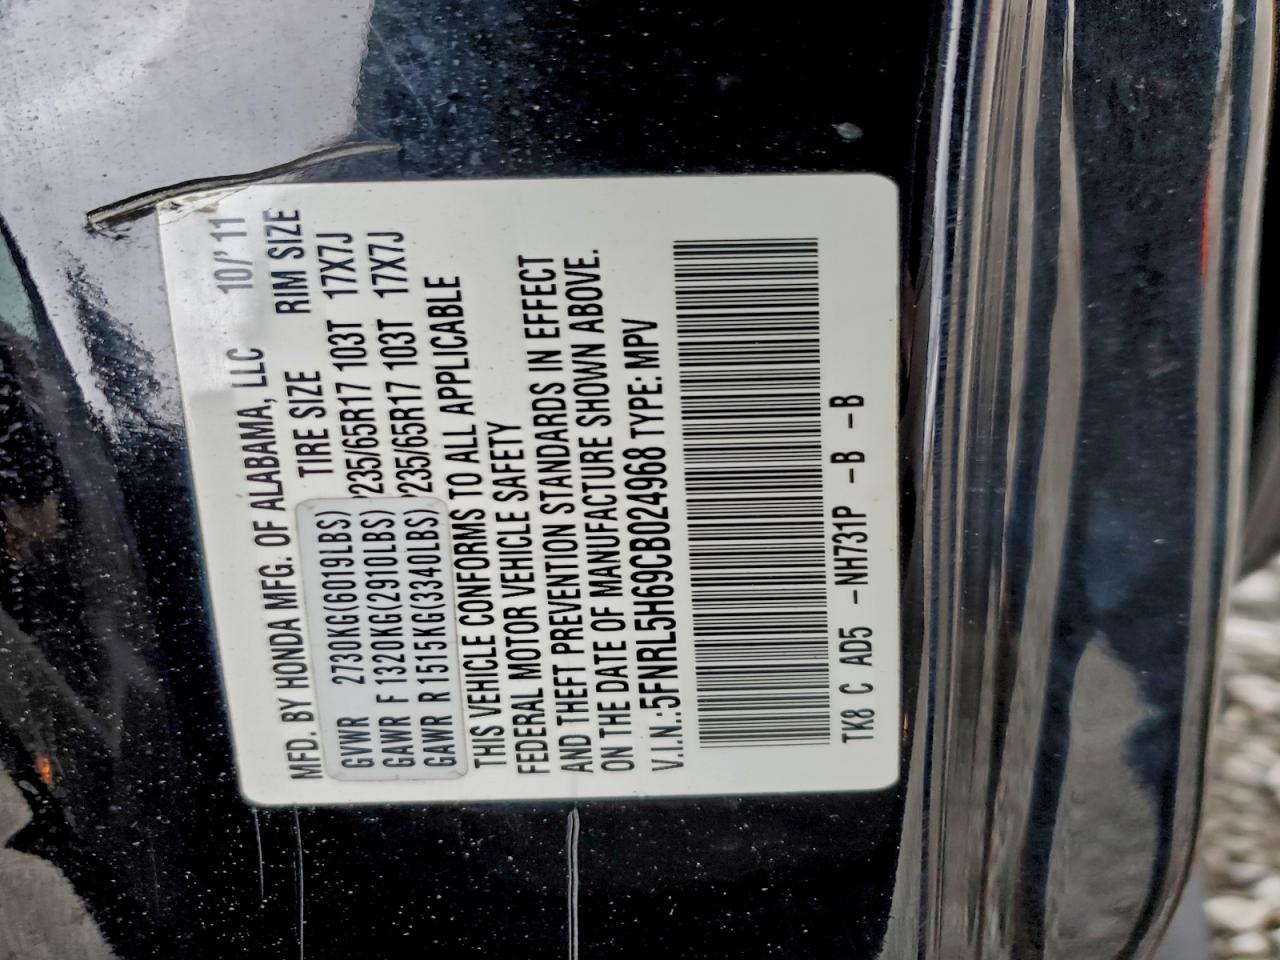 MFD. BY HONDA MFG. OF ALABAMA, LLC 10/'11
TIRE SIZE RIM SIZE
GVWR 2730KG(6019LBS)
GAWR F 1320KG(2910LBS) P235/65R17 103T 17X7J
GAWR R 1515KG(3340LBS) P235/65R17 103T 17X7J
THIS VEHICLE CONFORMS TO ALL APPLICABLE
FEDERAL MOTOR VEHICLE SAFETY
AND THEFT PREVENTION STANDARDS IN EFFECT
ON THE DATE OF MANUFACTURE SHOWN ABOVE.
V.I.N.:5FNRL5H69CB024968 TYPE: MPV
TK8 C AD5 -NH731P -B -B